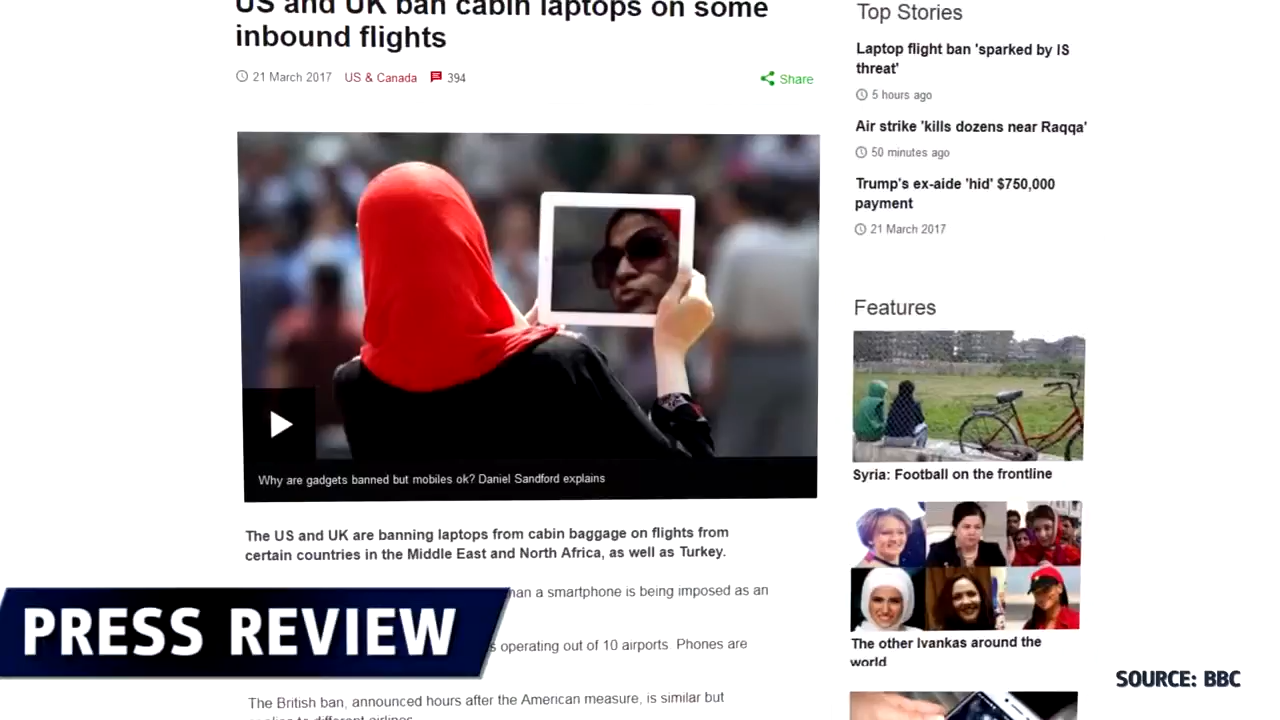 US and UK ban cabin laptops on some
inbound flights
21 March 2017 US & Canada 394
Share
Why are gadgets banned but mobiles ok? Daniel Sandford explains
The US and UK are banning laptops from cabin baggage on flights from
certain countries in the Middle East and North Africa, as well as Turkey.
than a smartphone is being imposed as an
operating out of 10 airports. Phones are
The British ban, announced hours after the American measure, is similar but
applies to different airlines.
Top Stories
Laptop flight ban 'sparked by IS
threat'
5 hours ago
Air strike 'kills dozens near Raqqa'
50 minutes ago
Trump's ex-aide 'hid' $750,000
payment
21 March 2017
Features
Syria: Football on the frontline
The other Ivankas around the
world
PRESS REVIEW
SOURCE: BBC